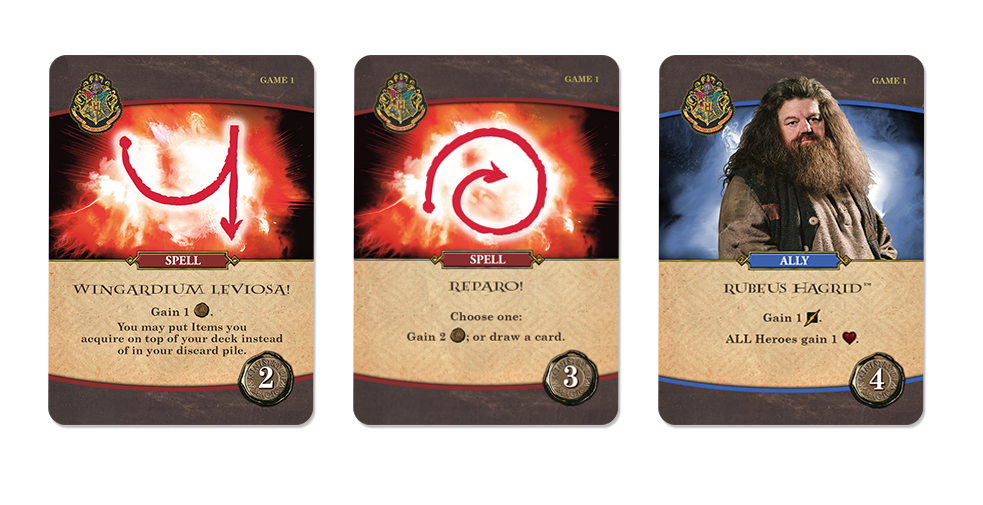 GAME 1
SPELL
WINGARDIUM LEVIOSA!
Gain 1 .
You may put Items you
acquire on top of your deck instead
of in your discard pile.
2
GAME 1
SPELL
REPARO!
Choose one:
Gain 2 ; or draw a card.
3
GAME 1
ALLY
RUBEUS HAGRID™
Gain 1 .
ALL Heroes gain 1 .
4